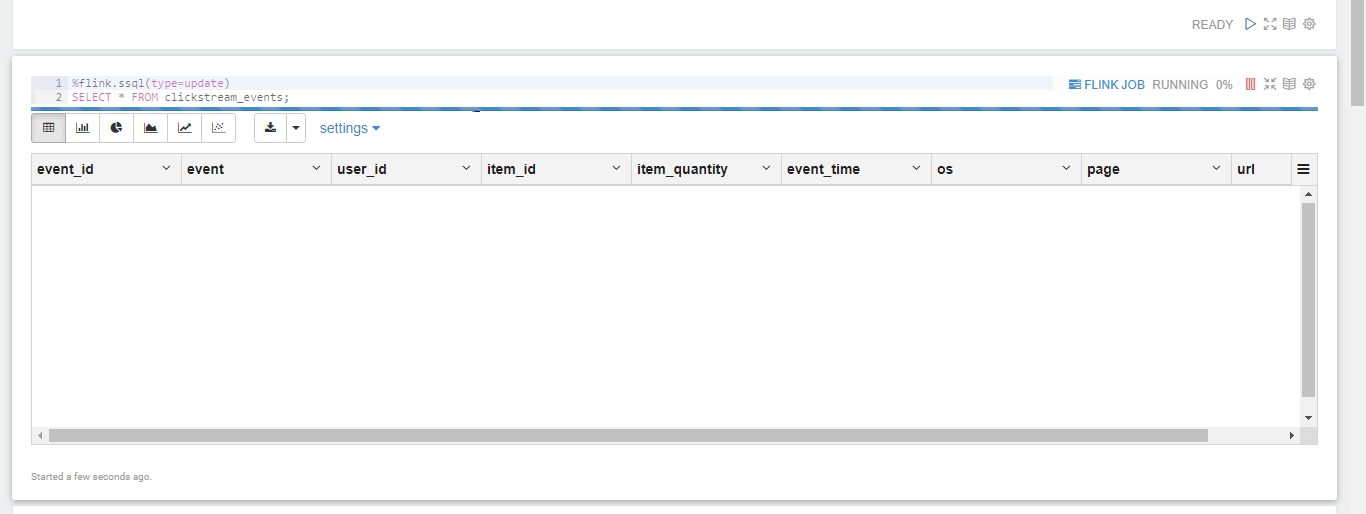 READY
1 %flink.ssql(type=update)
2 SELECT * FROM clickstream_events;
FLINK JOB RUNNING 0%
settings
event_id event user_id item_id item_quantity event_time os page url
Started a few seconds ago.